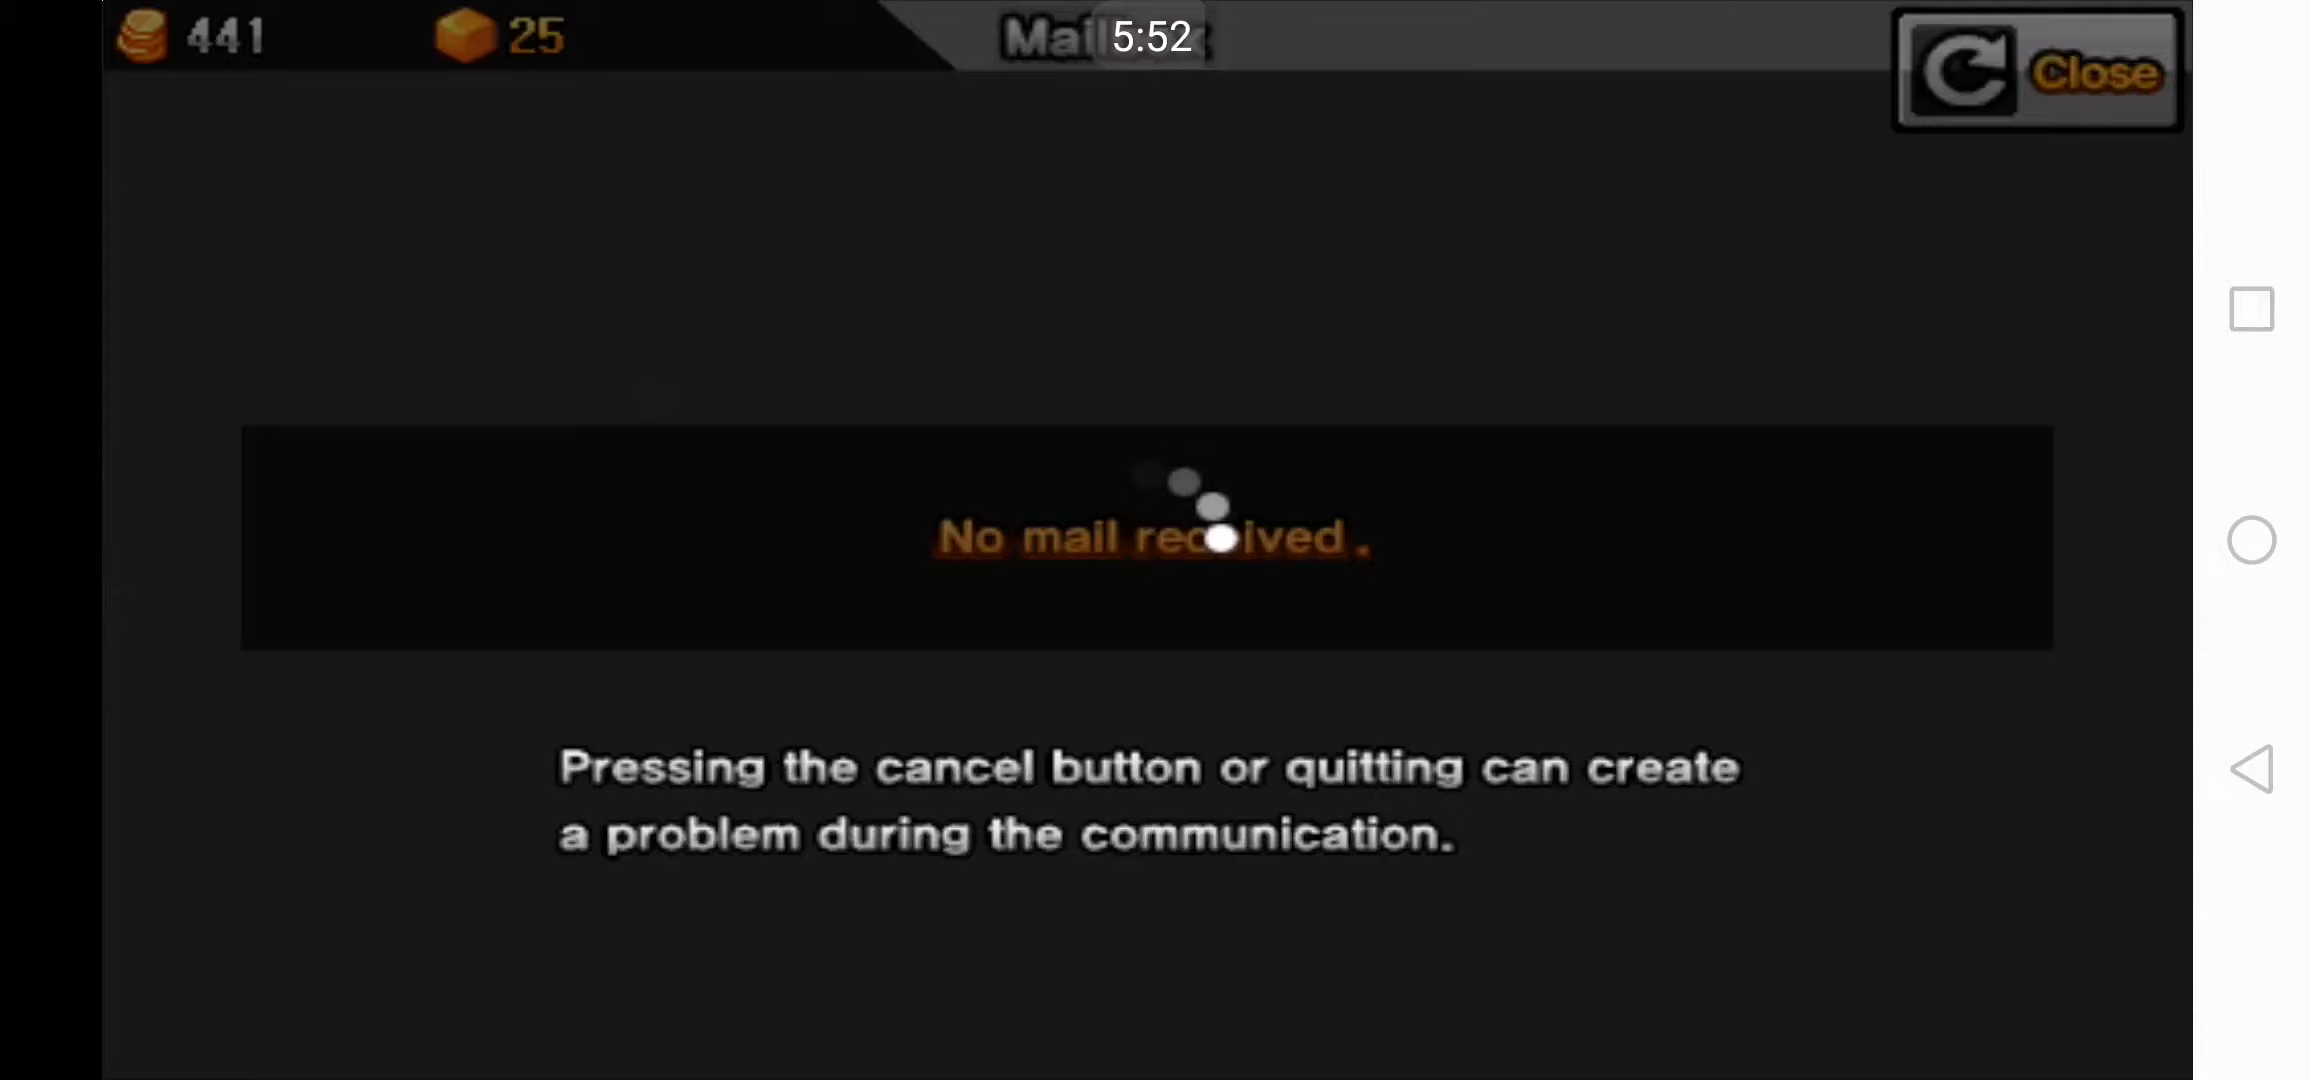 441
25
5:52
Close
No mail received.
Pressing the cancel button or quitting can create
a problem during the communication.